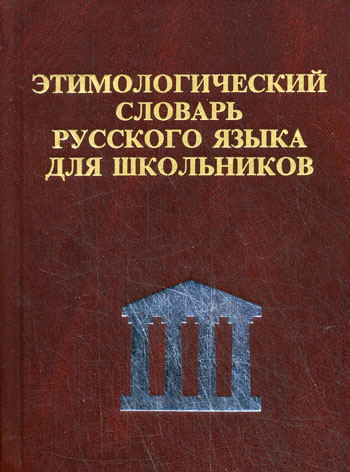 ЭТИМОЛОГИЧЕСКИЙ
СЛОВАРЬ
РУССКОГО ЯЗЫКА
ДЛЯ ШКОЛЬНИКОВ